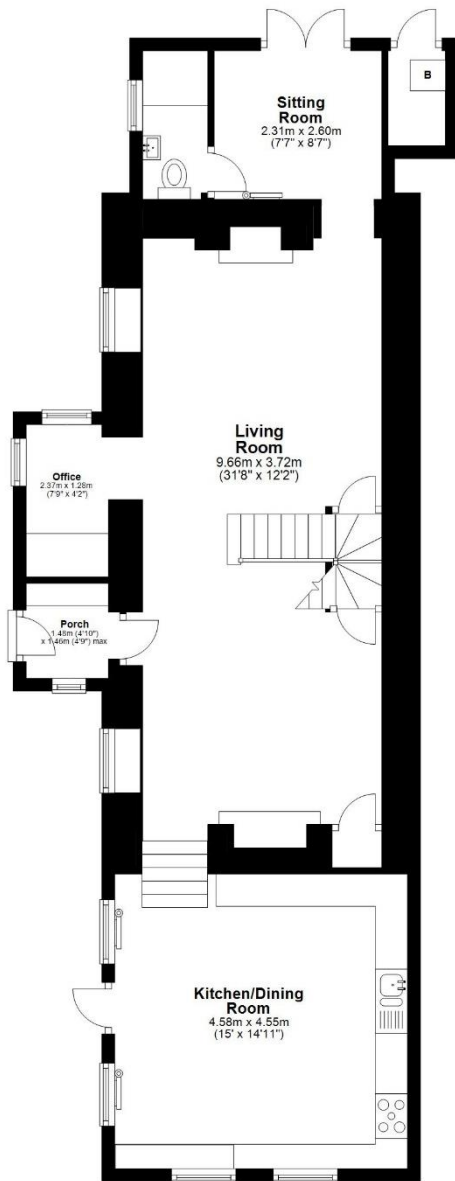 B
Sitting
Room
2.31m x 2.60m
(7'7" x 8'7")
Living
Room
9.66m x 3.72m
(31'8" x 12'2")
Office
2.37m x 1.28m
(7'9" x 4'2")
Porch
1.48m (4'10")
x 1.46m (4'9") max
Kitchen/Dining
Room
4.58m x 4.55m
(15' x 14'11")